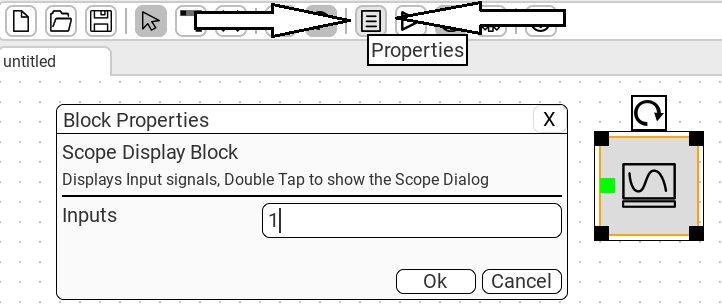 Properties
untitled
Block Properties
X
Scope Display Block
Displays Input signals, Double Tap to show the Scope Dialog
Inputs
1
Ok
Cancel